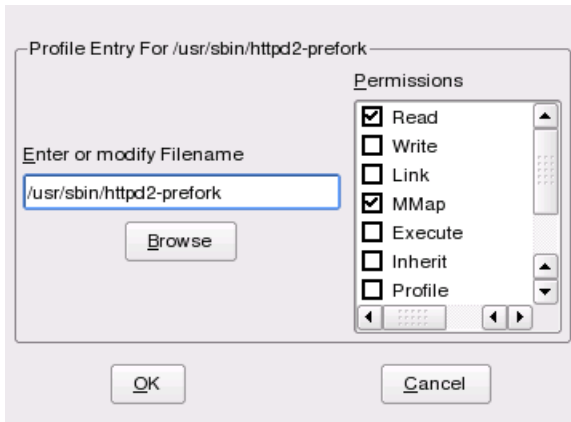 Profile Entry For /usr/sbin/httpd2-prefork
Permissions
Read
Write
Link
MMap
Execute
Inherit
Profile
Enter or modify Filename
/usr/sbin/httpd2-prefork
Browse
OK
Cancel